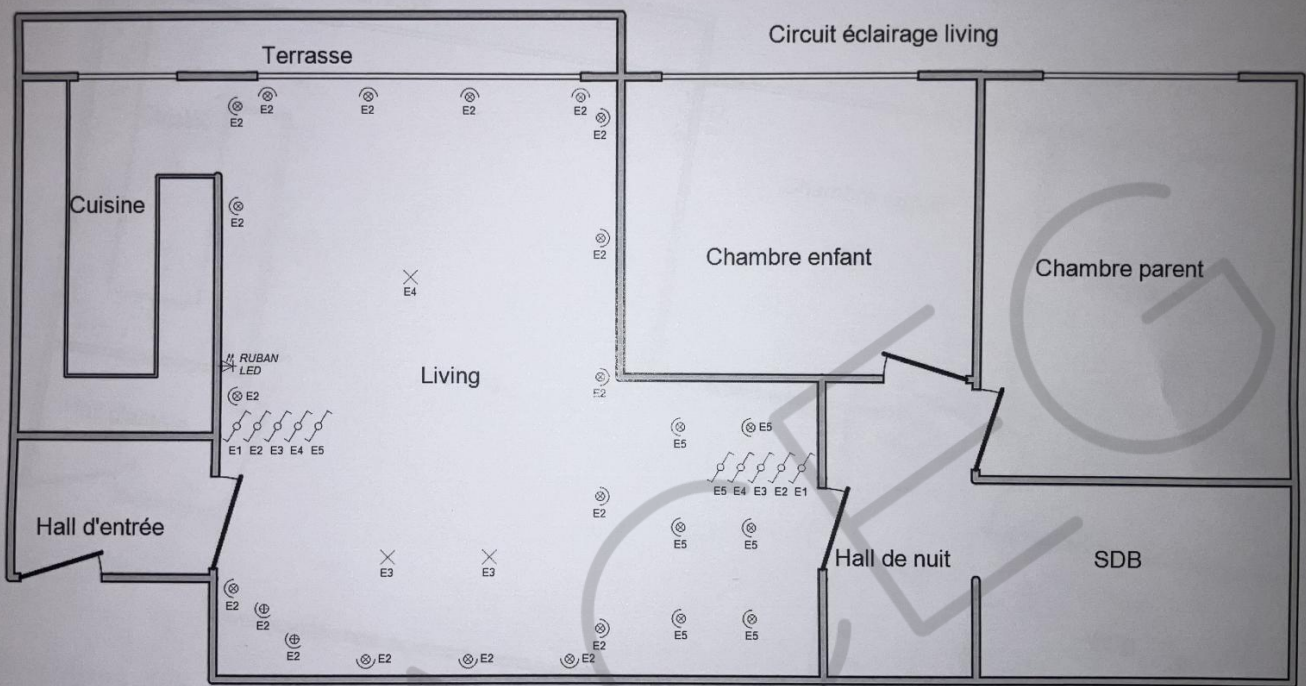 Circuit éclairage living
Terrasse
E2 E2 E2 E2 E2 E2
Cuisine
E2 E2
Chambre enfant
Chambre parent
E4
RUBAN
LED
Living
E2
E2
E1 E2 E3 E4 E5
E5 E5
E5 E4 E3 E2 E1
E2
Hall d'entrée
E5 E5
Hall de nuit
SDB
E3 E3
E2
E2
E2
E2 E2 E2
E2
E5 E5